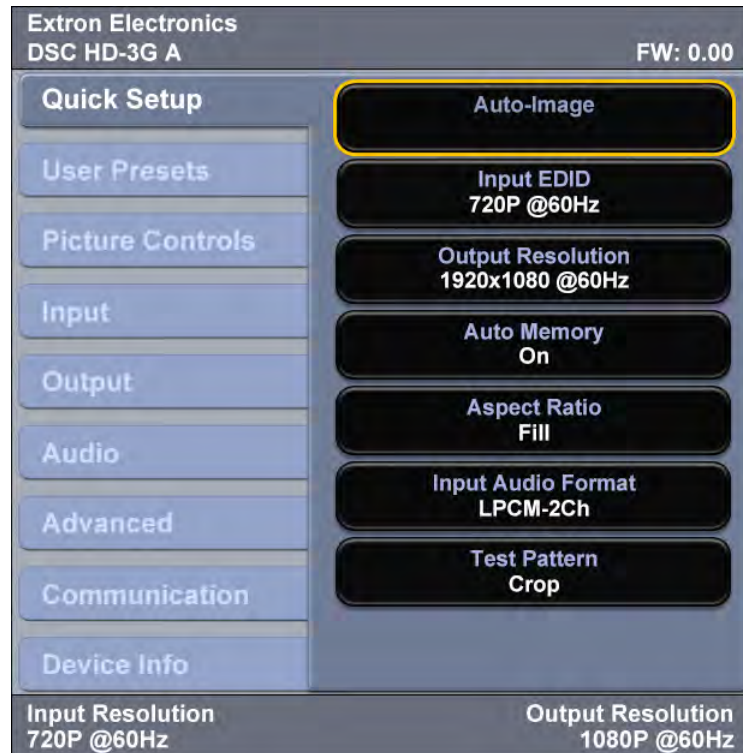 Extron Electronics
DSC HD-3G A
FW: 0.00
Quick Setup
User Presets
Picture Controls
Input
Output
Audio
Advanced
Communication
Device Info
Auto-Image
Input EDID
720P @60Hz
Output Resolution
1920x1080 @60Hz
Auto Memory
On
Aspect Ratio
Fill
Input Audio Format
LPCM-2Ch
Test Pattern
Crop
Input Resolution
720P @60Hz
Output Resolution
1080P @60Hz